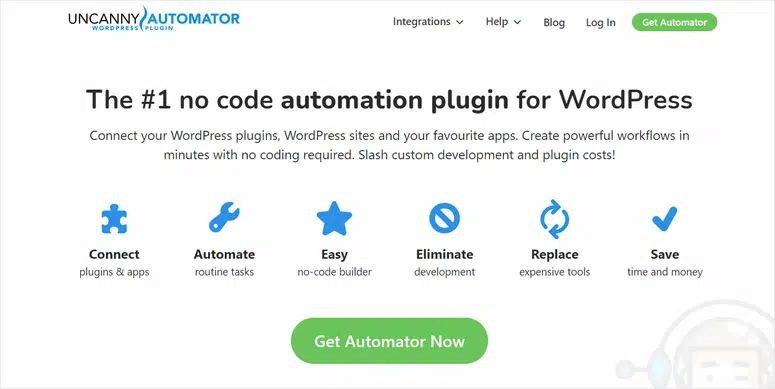 UNCANNY AUTOMATOR
WORDPRESS PLUGIN
Integrations Help Blog Log In Get Automator
The #1 no code automation plugin for WordPress
Connect your WordPress plugins, WordPress sites and your favourite apps. Create powerful workflows in
minutes with no coding required. Slash custom development and plugin costs!
Connect Automate Easy Eliminate Replace Save
plugins & apps routine tasks no-code builder development expensive tools time and money
Get Automator Now